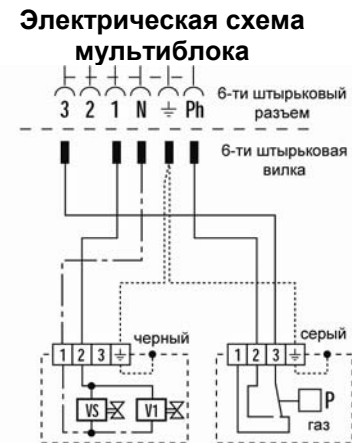 Электрическая схема
мультиблока
3 2 1 N Ph
6-ти штырьковый
разъем
6-ти штырьковая
вилка
черный
серый
1 2 3
1 2 3
VS V1
P
газ